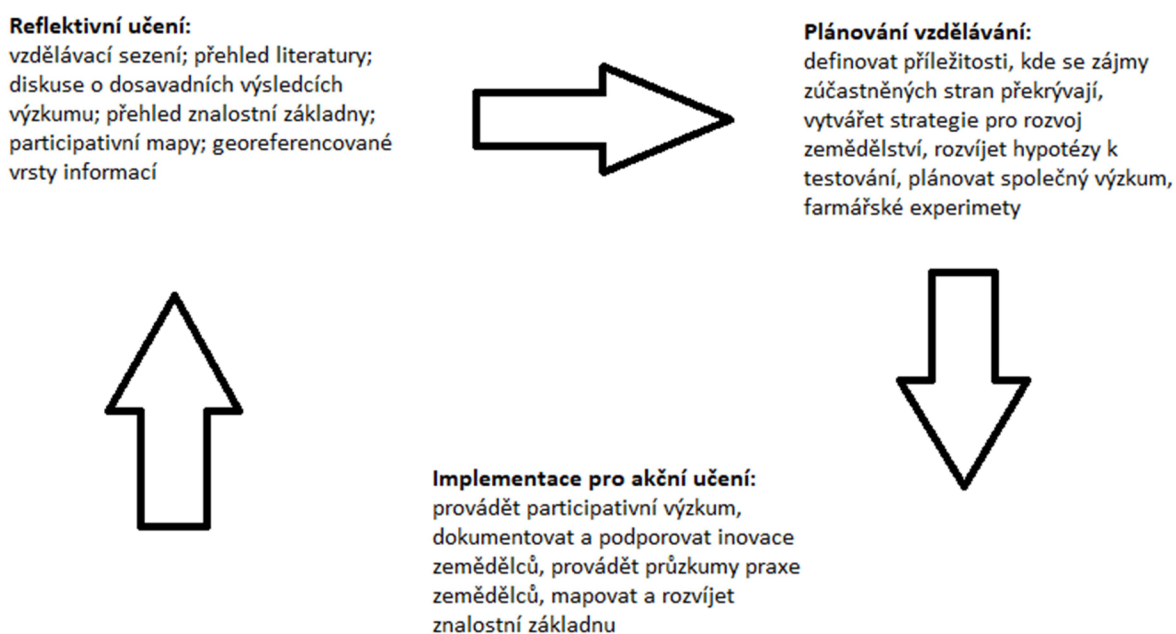 Reflektivní učení:
vzdělávací sezení; přehled literatury;
diskuse o dosavadních výsledcích
výzkumu; přehled znalostní základny;
participativní mapy; georeferencované
vrsty informací
Plánování vzdělávání:
definovat příležitosti, kde se zájmy
zúčastněných stran překrývají,
vytvářet strategie pro rozvoj
zemědělství, rozvíjet hypotézy k
testování, plánovat společný výzkum,
farmářské experimety
Implementace pro akční učení:
provádět participativní výzkum,
dokumentovat a podporovat inovace
zemědělců, provádět průzkumy praxe
zemědělců, mapovat a rozvíjet
znalostní základnu